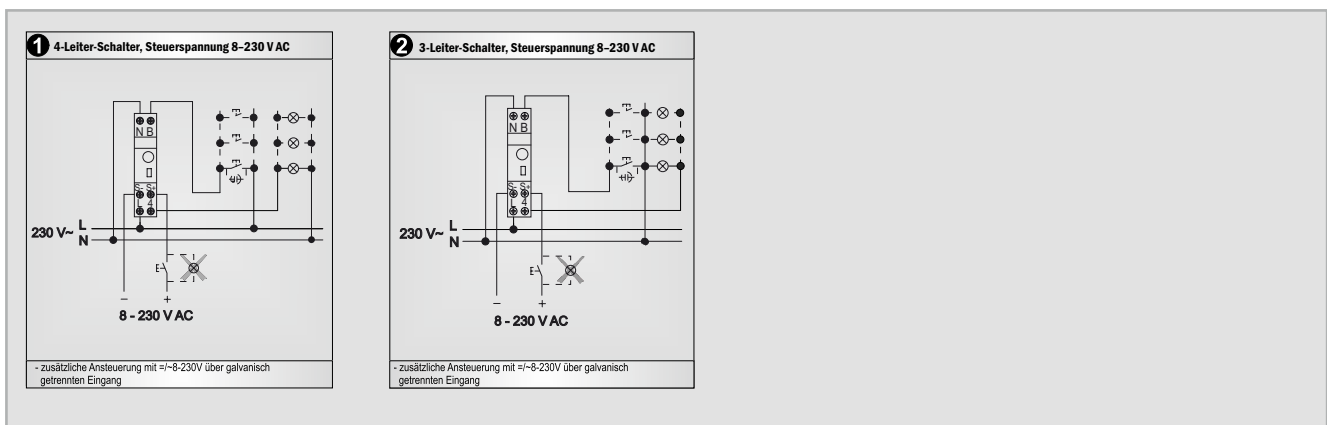 1 4-Leiter-Schalter, Steuerspannung 8–230 V AC
N B
S- S+
L 4
230 V~ L
N
– +
8 - 230 V AC
- zusätzliche Ansteuerung mit =/~8-230V über galvanisch
getrennten Eingang
2 3-Leiter-Schalter, Steuerspannung 8–230 V AC
N B
S- S+
L 4
230 V~ L
N
– +
8 - 230 V AC
- zusätzliche Ansteuerung mit =/~8-230V über galvanisch
getrennten Eingang